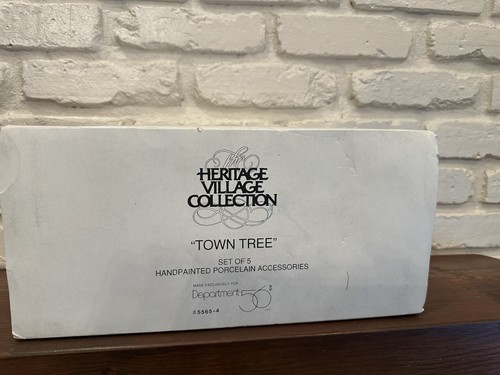 The
HERITAGE
VILLAGE
COLLECTION
"TOWN TREE"
SET OF 5
HANDPAINTED PORCELAIN ACCESSORIES
MADE EXCLUSIVELY FOR
Department 56®
#5565-4